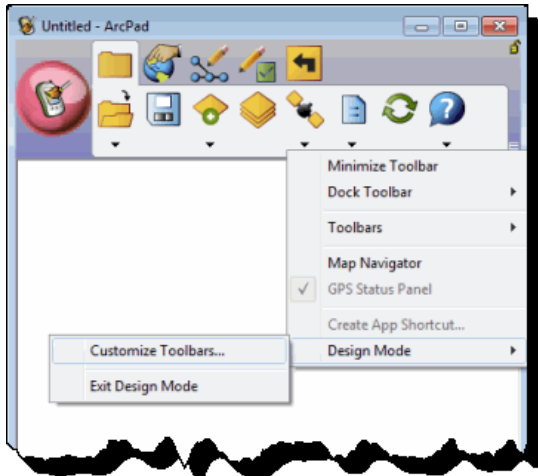 Untitled - ArcPad
Minimize Toolbar
Dock Toolbar
Toolbars
Map Navigator
GPS Status Panel
Create App Shortcut...
Customize Toolbars...
Design Mode
Exit Design Mode